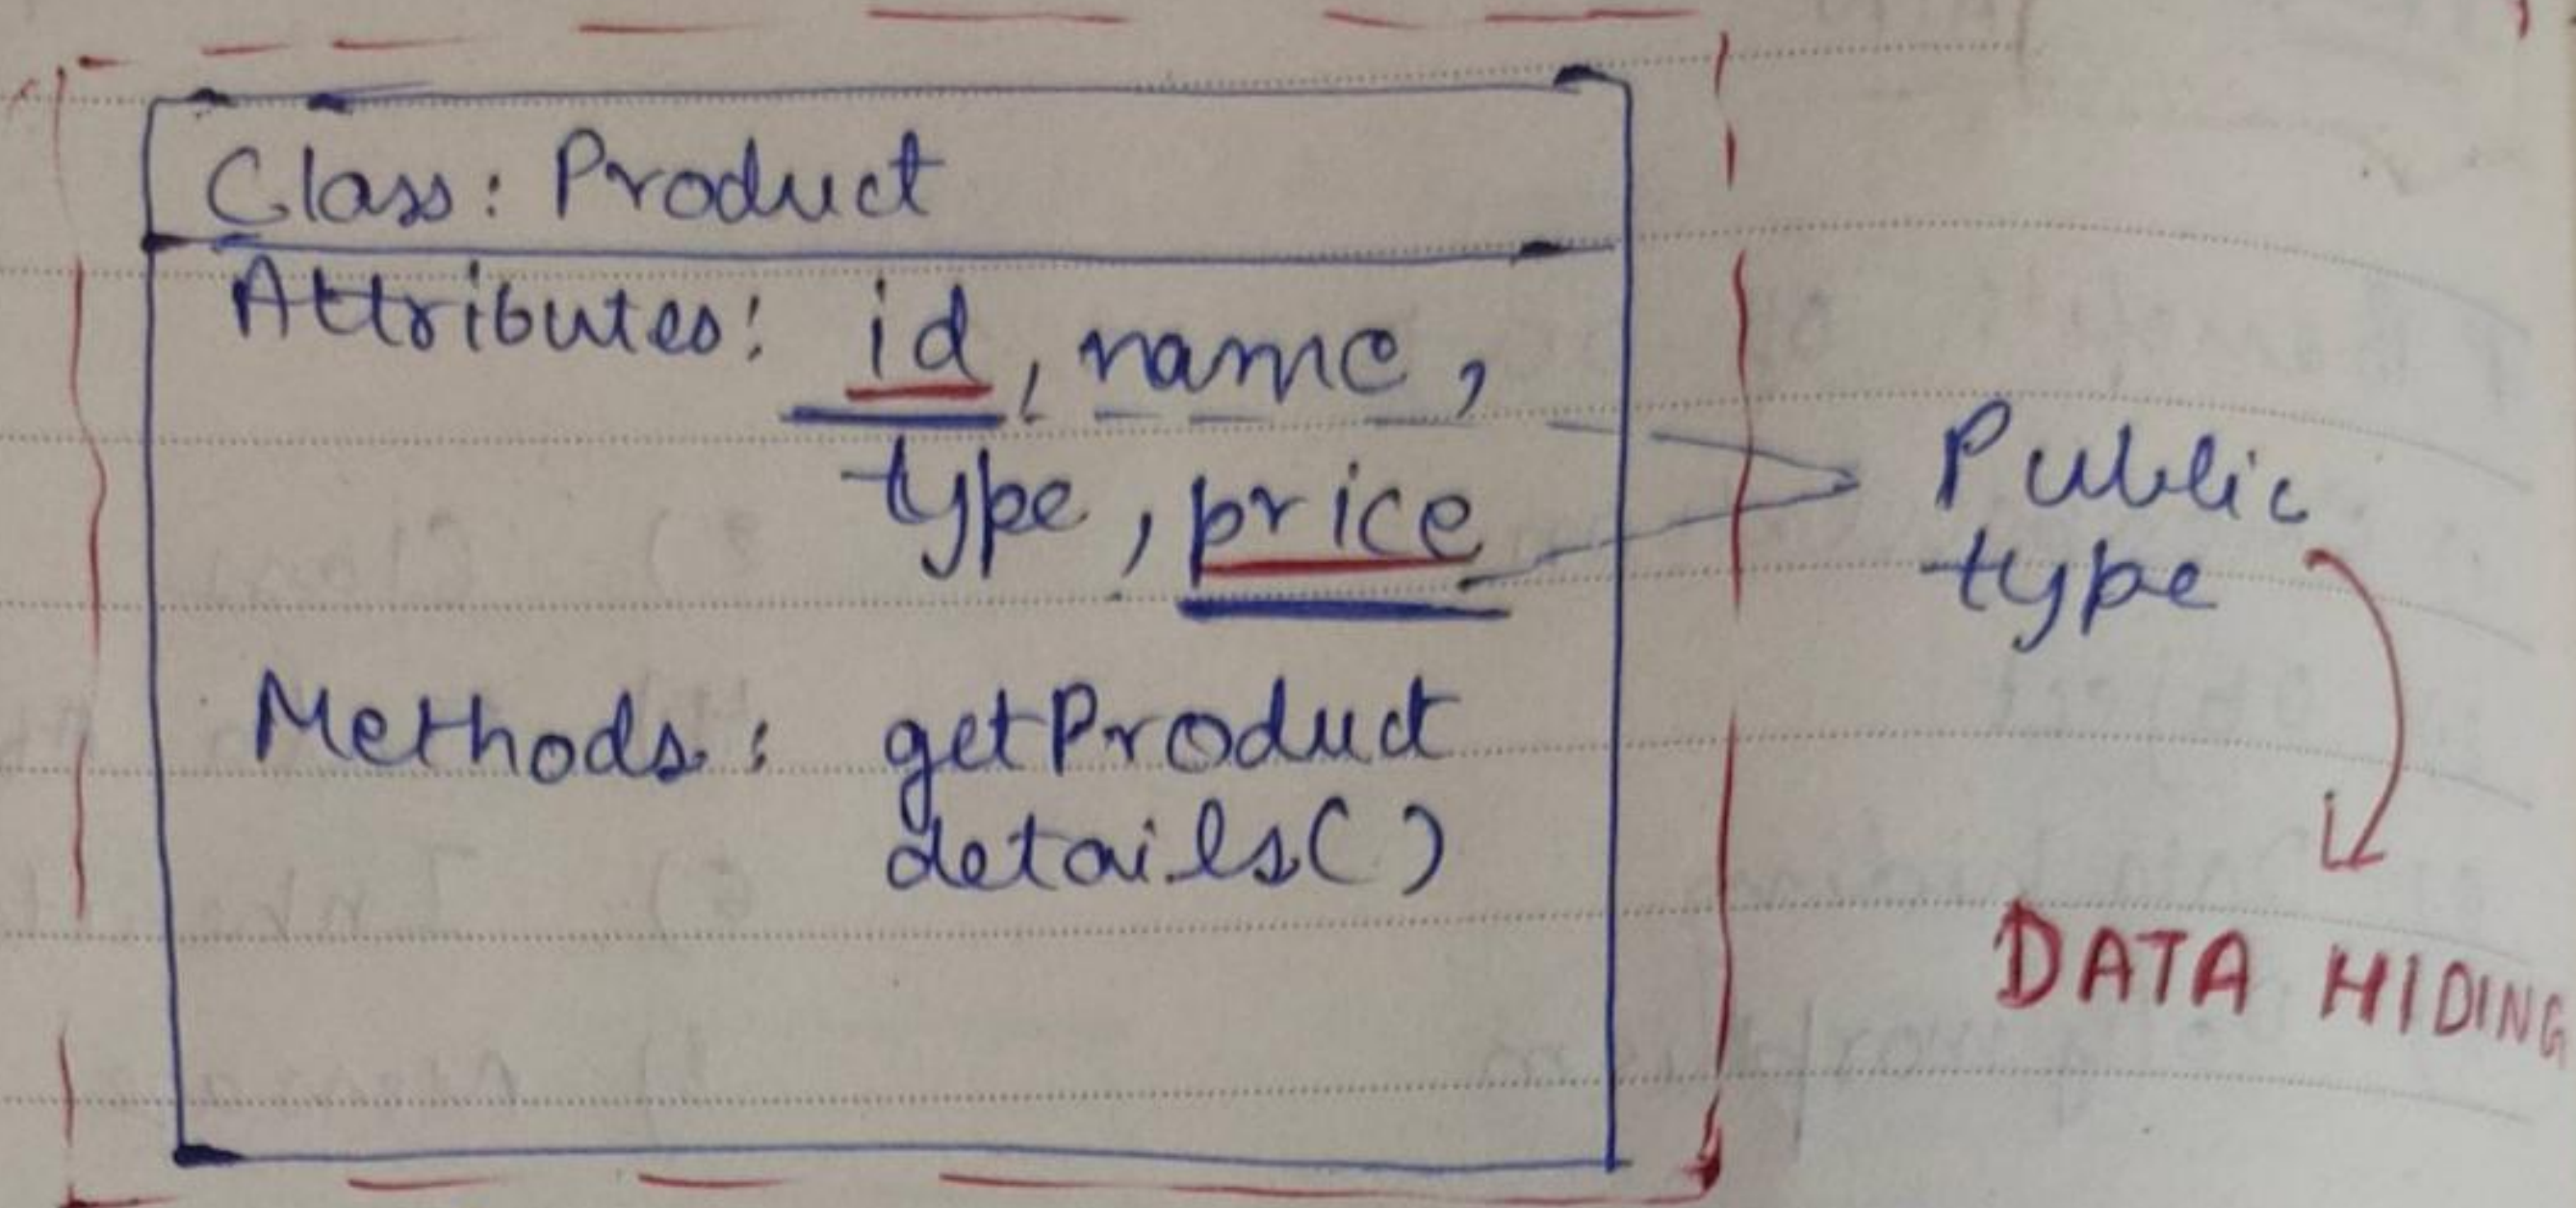 Class: Product
Attributes: id, name,
type, price
Public
type
Methods: getProduct
details()
DATA HIDING